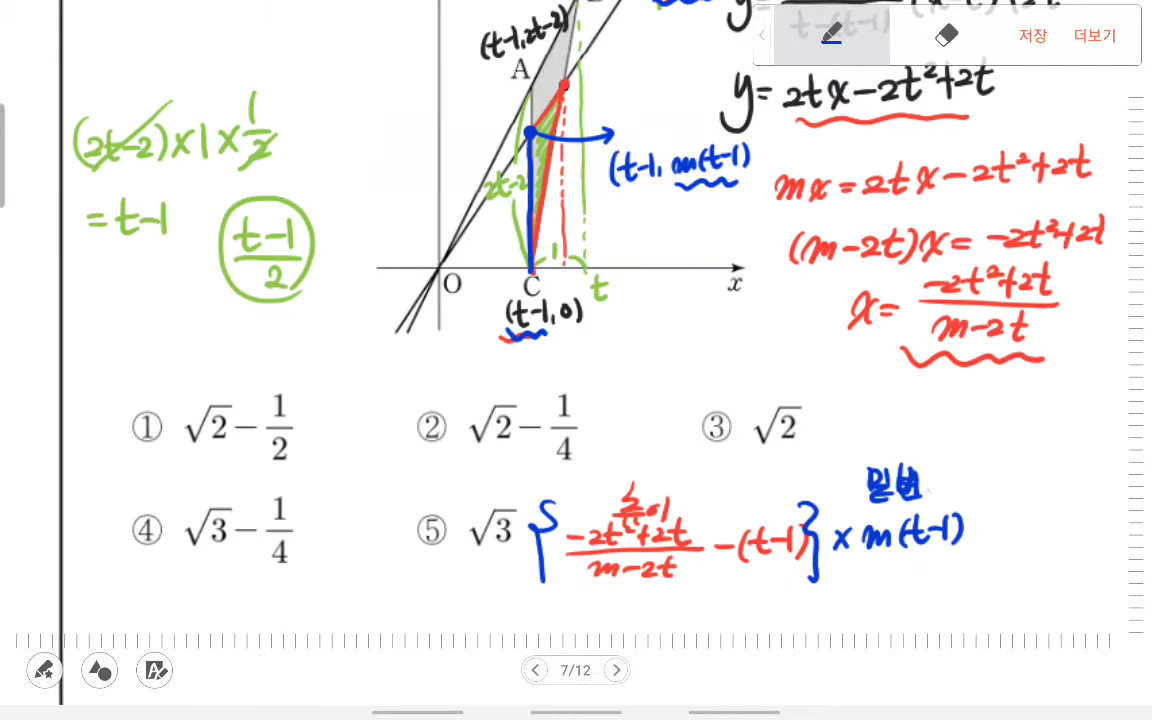 (t-1, 2t-2)
A
저장
더보기
y = 2tx-2t²+2t
(2t-2)×1×1/2
(t-1, m(t-1)
2t-2
mx = 2tx-2t²+2t
= t-1
t-1/2
(m-2t)x = -2t²+2t
1
O
C
t
x
(t-1, 0)
x = -2t²+2t/m-2t
① √2 - 1/2
② √2 - 1/4
③ √2
밑변
높이
④ √3 - 1/4
⑤ √3
{ -2t²+2t/m-2t -(t-1) } × m(t-1)
7/12